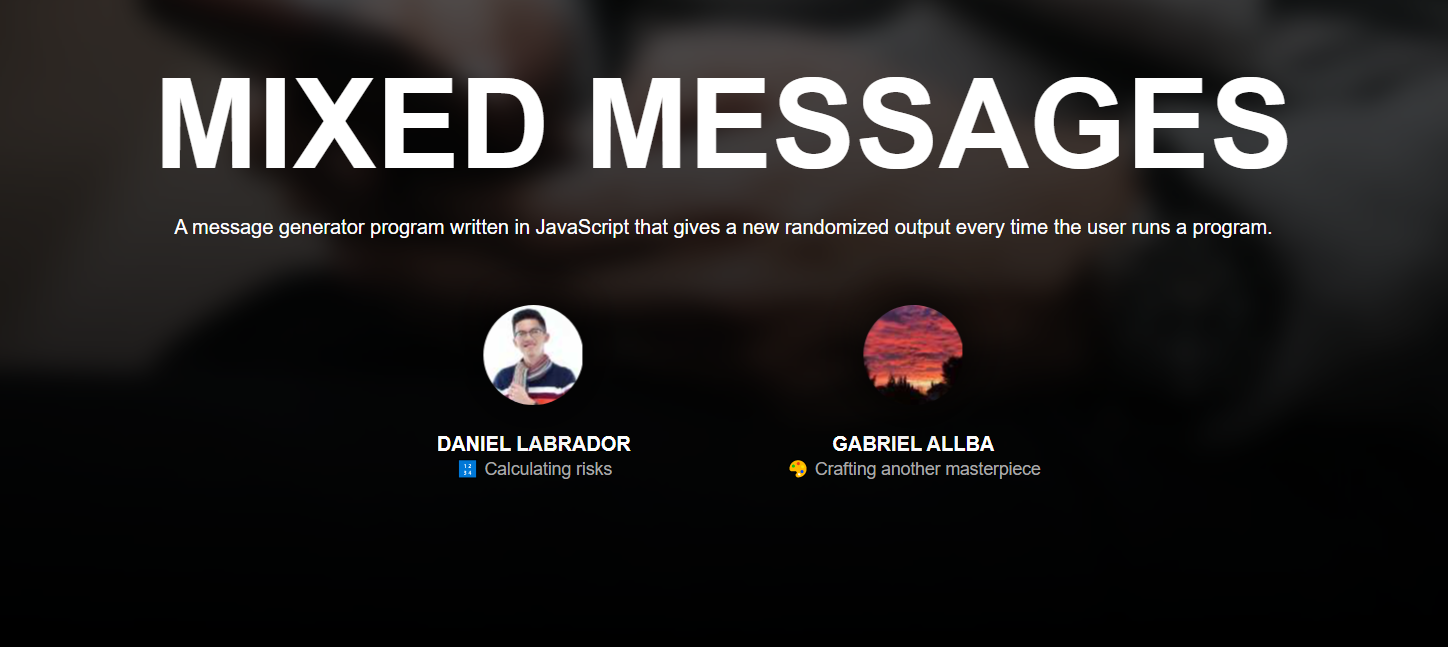 MIXED MESSAGES
A message generator program written in JavaScript that gives a new randomized output every time the user runs a program.
DANIEL LABRADOR
GABRIEL ALLBA
🔢 Calculating risks
🎨 Crafting another masterpiece